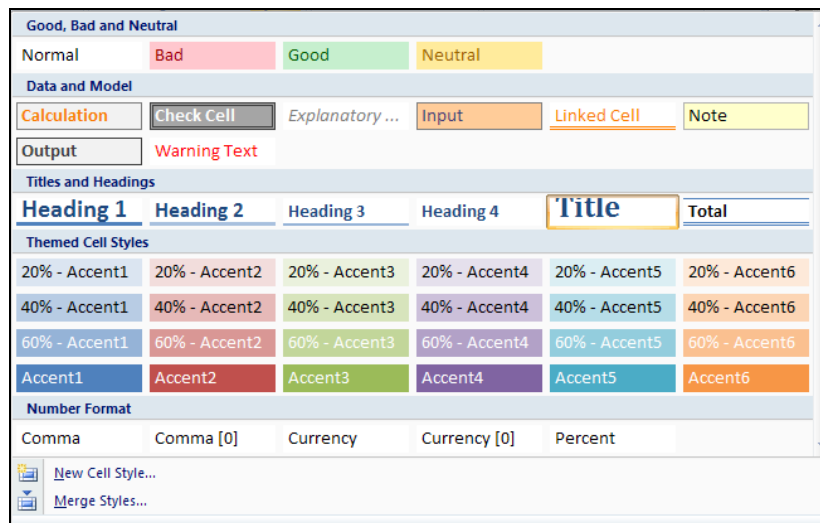 Good, Bad and Neutral
Normal Bad Good Neutral
Data and Model
Calculation Check Cell Explanatory ... Input Linked Cell Note
Output Warning Text
Titles and Headings
Heading 1 Heading 2 Heading 3 Heading 4 Title Total
Themed Cell Styles
20% - Accent1 20% - Accent2 20% - Accent3 20% - Accent4 20% - Accent5 20% - Accent6
40% - Accent1 40% - Accent2 40% - Accent3 40% - Accent4 40% - Accent5 40% - Accent6
60% - Accent1 60% - Accent2 60% - Accent3 60% - Accent4 60% - Accent5 60% - Accent6
Accent1 Accent2 Accent3 Accent4 Accent5 Accent6
Number Format
Comma Comma [0] Currency Currency [0] Percent
New Cell Style...
Merge Styles...